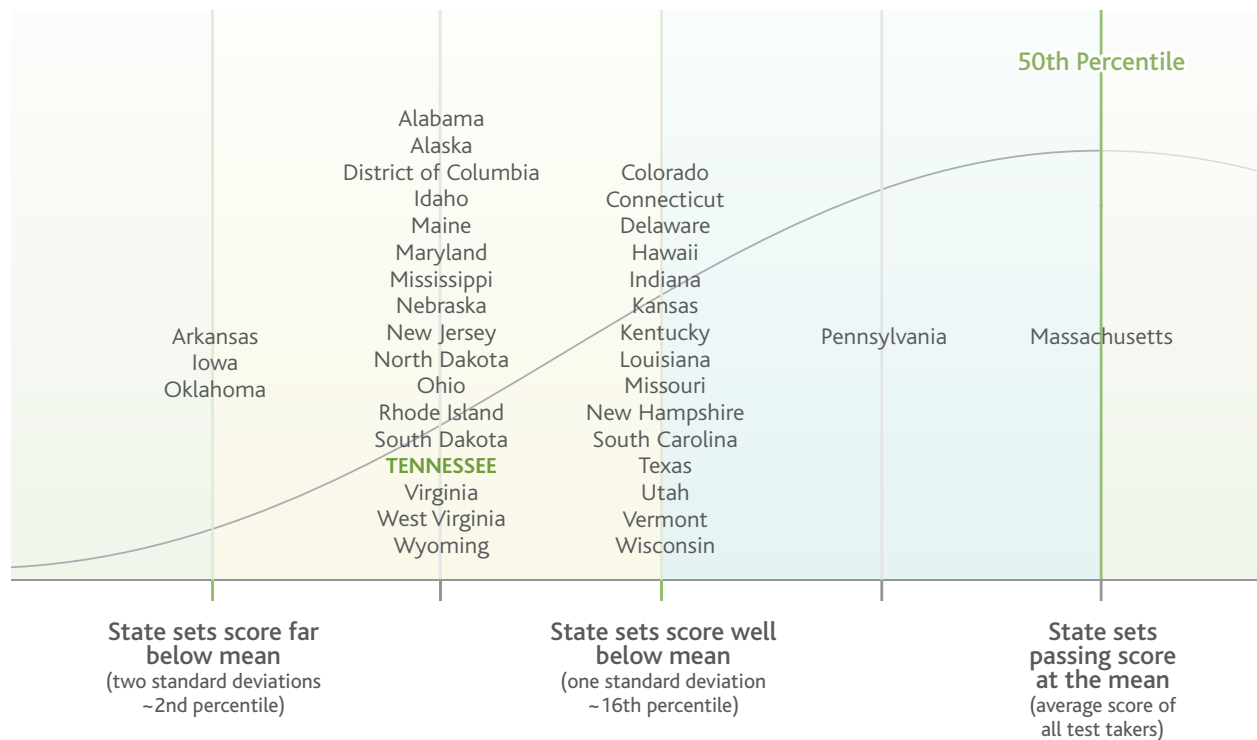 50th Percentile
Arkansas
Iowa
Oklahoma
Alabama
Alaska
District of Columbia
Idaho
Maine
Maryland
Mississippi
Nebraska
New Jersey
North Dakota
Ohio
Rhode Island
South Dakota
TENNESSEE
Virginia
West Virginia
Wyoming
Colorado
Connecticut
Delaware
Hawaii
Indiana
Kansas
Kentucky
Louisiana
Missouri
New Hampshire
South Carolina
Texas
Utah
Vermont
Wisconsin
Pennsylvania
Massachusetts
State sets score far
below mean
(two standard deviations
~2nd percentile)
State sets score well
below mean
(one standard deviation
~16th percentile)
State sets
passing score
at the mean
(average score of
all test takers)